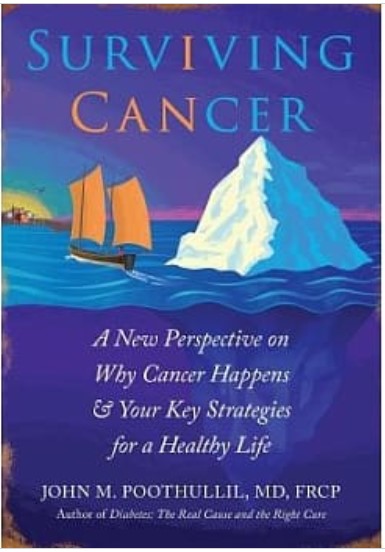 SURVIVING
CANCER
A New Perspective on
Why Cancer Happens
& Your Key Strategies
for a Healthy Life
JOHN M. POOTHULLIL, MD, FRCP
Author of Diabetes: The Real Cause and the Right Cure